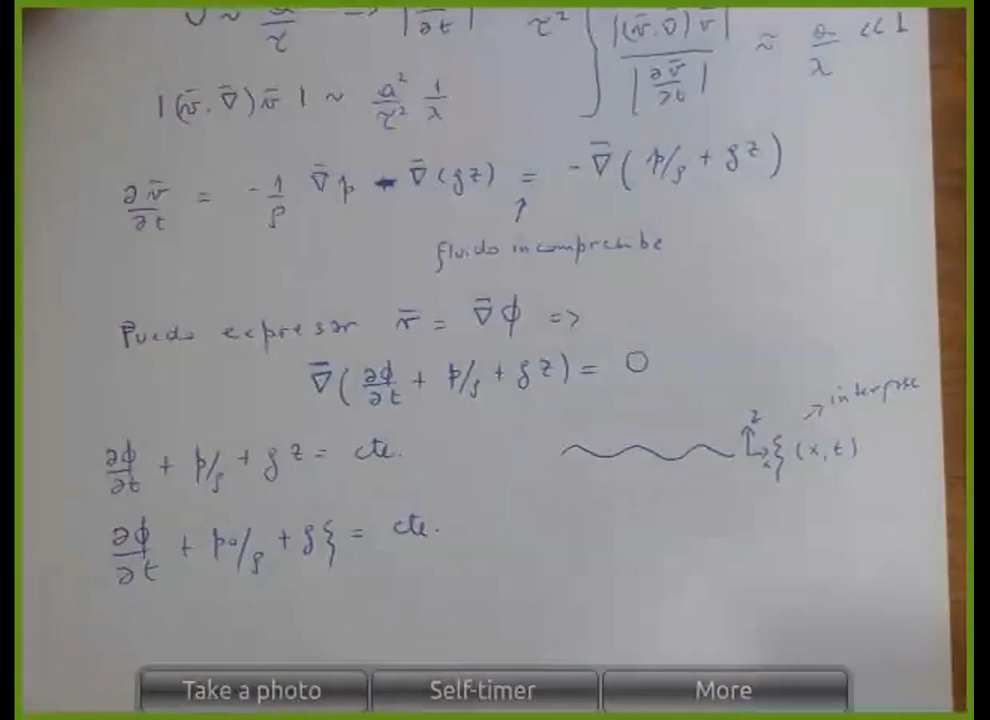 v ~ a/τ → |∂v̄/∂t| τ² } |(v̄.∇̄)v̄| / |∂v̄/∂t| ≈ a/λ << 1
|(v̄.∇̄)v̄| ~ a²/τ² 1/λ
∂v̄/∂t = -1/ρ ∇̄p - ∇̄(gz) = -∇̄(p/ρ + gz)
↑
fluido incompresible
Puedo expresar v̄ = ∇̄ϕ =>
∇̄(∂ϕ/∂t + p/ρ + gz) = 0
→ interfase
z
x
ξ(x,t)
∂ϕ/∂t + p/ρ + gz = cte.
∂ϕ/∂t + p₀/ρ + gξ = cte.
Take a photo Self-timer More